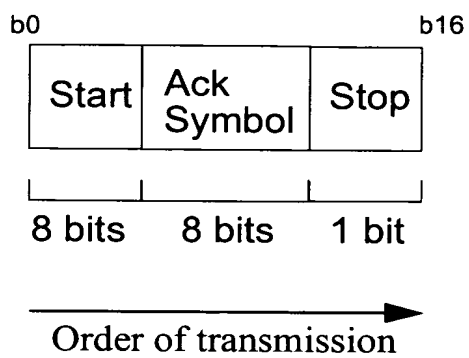 b0 b16
Start Ack Symbol Stop
8 bits 8 bits 1 bit
Order of transmission